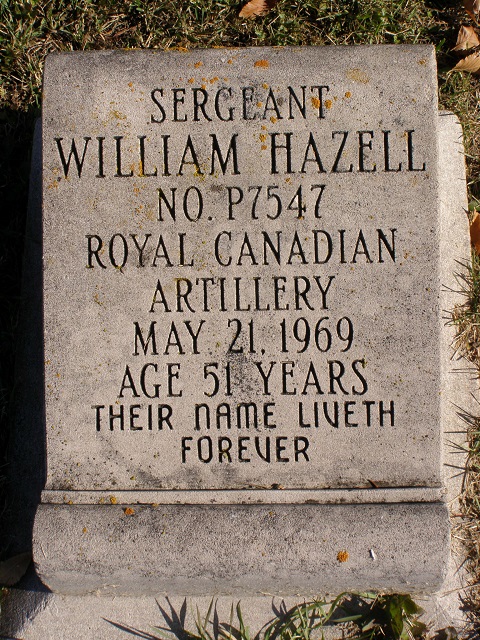 SERGEANT
WILLIAM HAZELL
NO. P7547
ROYAL CANADIAN
ARTILLERY
MAY 21, 1969
AGE 51 YEARS
THEIR NAME LIVETH
FOREVER